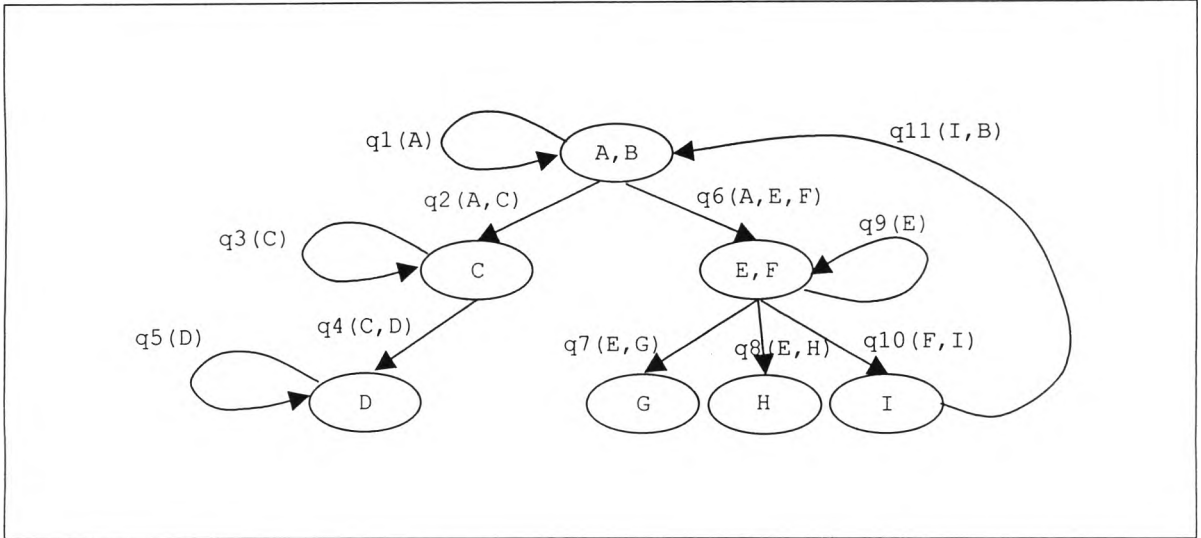 q11(I,B)
q1(A)
A,B
q2(A,C)
q6(A,E,F)
q9(E)
q3(C)
C
E,F
q5(D)
q4(C,D)
q7(E,G)
q8(E,H)
q10(F,I)
D
G
H
I